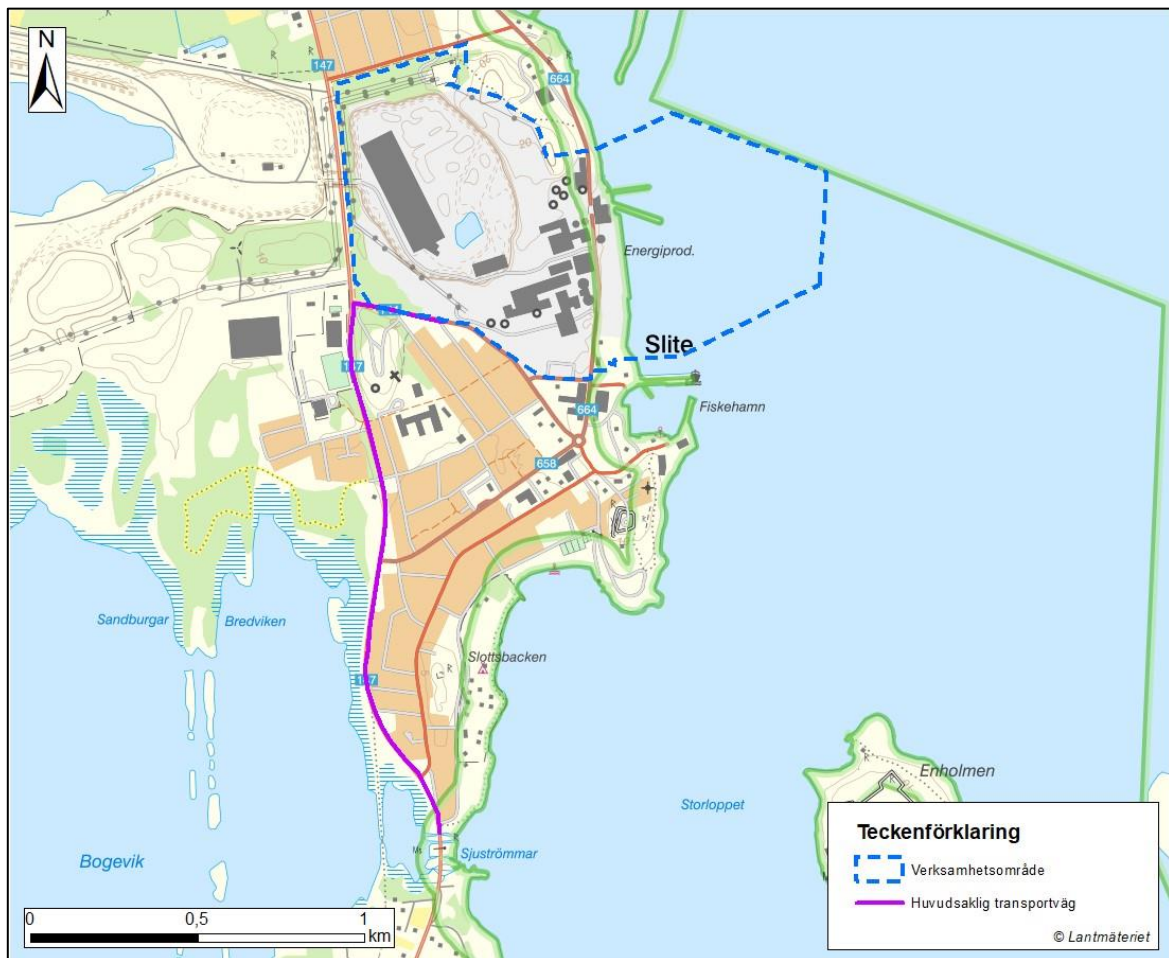 N
147
664
Energiprod.
Slite
147
Fiskehamn
664
658
Sandburgar
Bredviken
Slottsbacken
147
Enholmen
Storloppet
Bogevik
Sjuströmmar
Teckenförklaring
Verksamhetsområde
Huvudsaklig transportväg
© Lantmäteriet
0
0,5
1
km